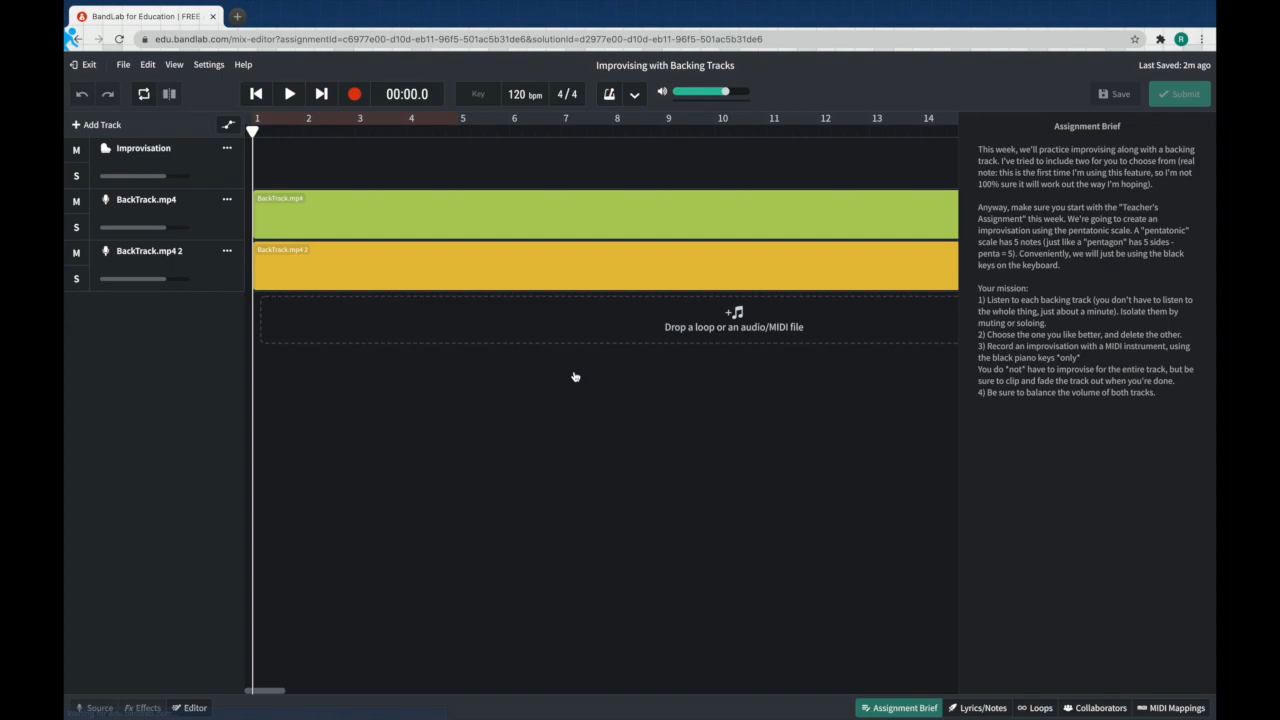 BandLab for Education | FREE
edu.bandlab.com/mix-editor?assignmentId=c6977e00-d10d-eb11-96f5-501ac5b31de6&solutionId=d2977e00-d10d-eb11-96f5-501ac5b31de6
R
Exit File Edit View Settings Help
Improvising with Backing Tracks
Last Saved: 2m ago
00:00.0
Key
120 bpm
4 / 4
Save
Submit
Add Track
1 2 3 4 5 6 7 8 9 10 11 12 13 14
M Improvisation
S
M BackTrack.mp4
S
M BackTrack.mp4 2
S
BackTrack.mp4
BackTrack.mp4 2
Drop a loop or an audio/MIDI file
Assignment Brief
This week, we'll practice improvising along with a backing
track. I've tried to include two for you to choose from (real
note: this is the first time I'm using this feature, so I'm not
100% sure it will work out the way I'm hoping).
Anyway, make sure you start with the "Teacher's
Assignment" this week. We're going to create an
improvisation using the pentatonic scale. A "pentatonic"
scale has 5 notes (just like a "pentagon" has 5 sides -
penta = 5). Conveniently, we will just be using the black
keys on the keyboard.
Your mission:
1) Listen to each backing track (you don't have to listen to
the whole thing, just about a minute). Isolate them by
muting or soloing.
2) Choose the one you like better, and delete the other.
3) Record an improvisation with a MIDI instrument, using
the black piano keys *only*
You do *not* have to improvise for the entire track, but be
sure to clip and fade the track out when you're done.
4) Be sure to balance the volume of both tracks.
Source Fx Effects Editor
Assignment Brief Lyrics/Notes Loops Collaborators MIDI Mappings